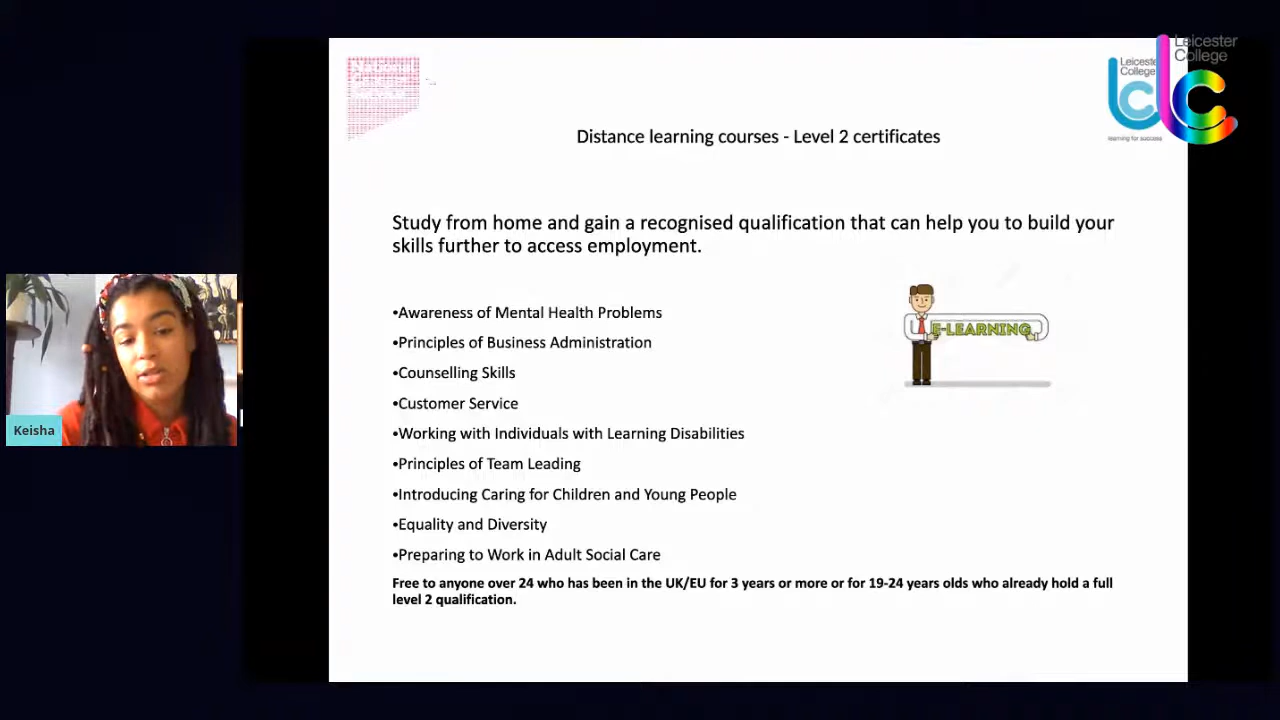 Leicester
College
Leicester
College
LC
learning for success
Distance learning courses - Level 2 certificates
Study from home and gain a recognised qualification that can help you to build your
skills further to access employment.
•Awareness of Mental Health Problems
•Principles of Business Administration
•Counselling Skills
•Customer Service
•Working with Individuals with Learning Disabilities
•Principles of Team Leading
•Introducing Caring for Children and Young People
•Equality and Diversity
•Preparing to Work in Adult Social Care
E-LEARNING
Free to anyone over 24 who has been in the UK/EU for 3 years or more or for 19-24 years olds who already hold a full
level 2 qualification.
Keisha